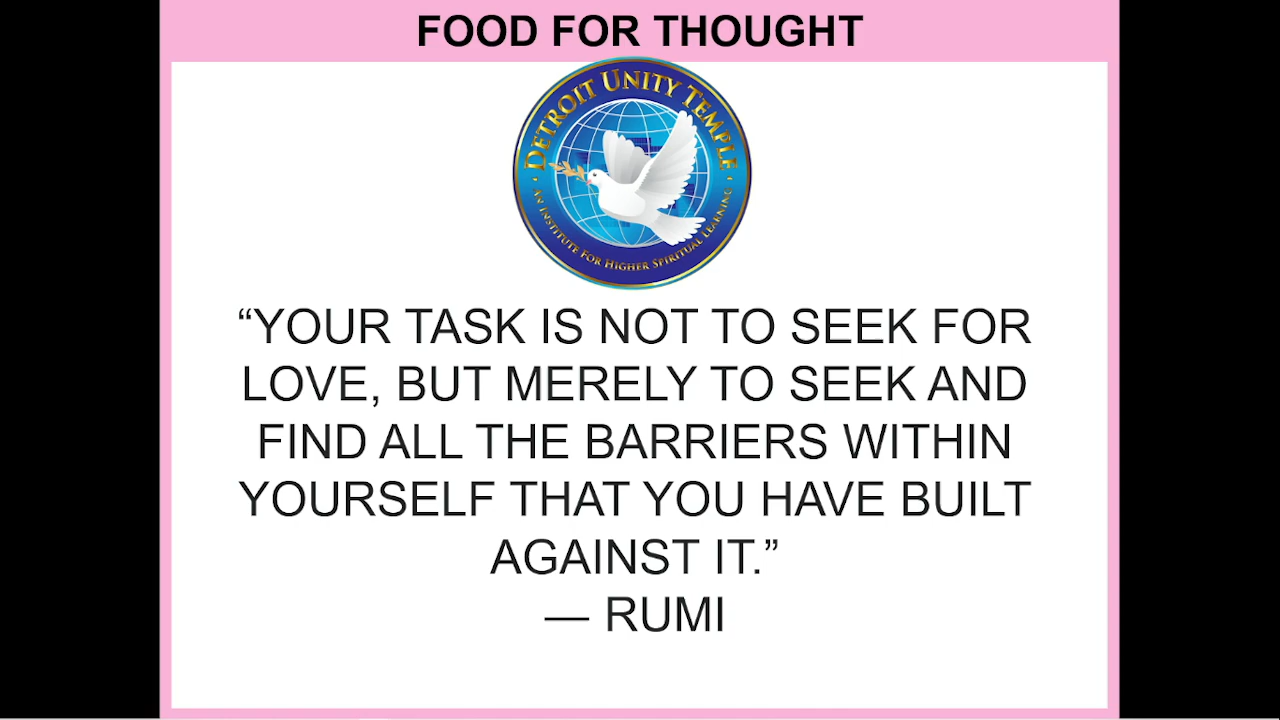 FOOD FOR THOUGHT
DETROIT UNITY TEMPLE
AN INSTITUTE FOR HIGHER SPIRITUAL LEARNING
“YOUR TASK IS NOT TO SEEK FOR
LOVE, BUT MERELY TO SEEK AND
FIND ALL THE BARRIERS WITHIN
YOURSELF THAT YOU HAVE BUILT
AGAINST IT.”
— RUMI